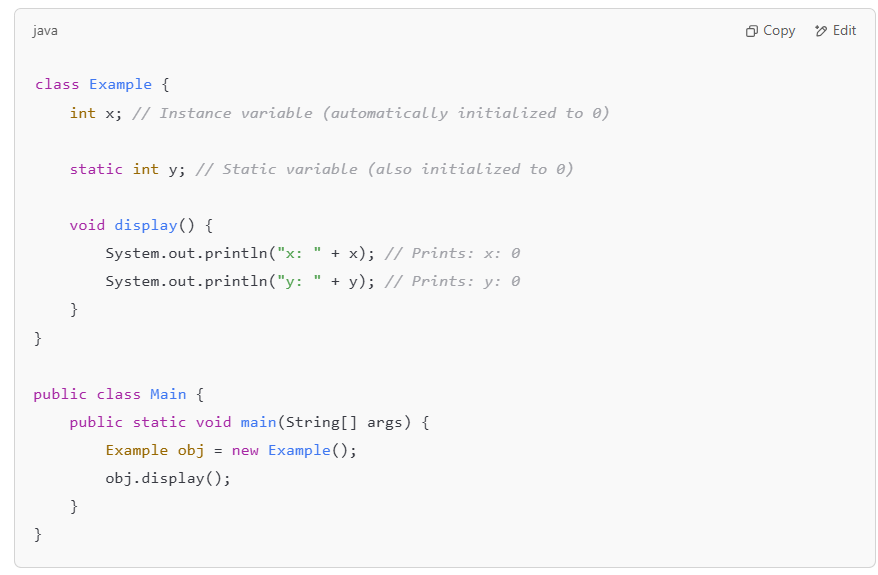 java
Copy
Edit
class Example {
    int x; // Instance variable (automatically initialized to 0)
    static int y; // Static variable (also initialized to 0)
    void display() {
        System.out.println("x: " + x); // Prints: x: 0
        System.out.println("y: " + y); // Prints: y: 0
    }
}
public class Main {
    public static void main(String[] args) {
        Example obj = new Example();
        obj.display();
    }
}